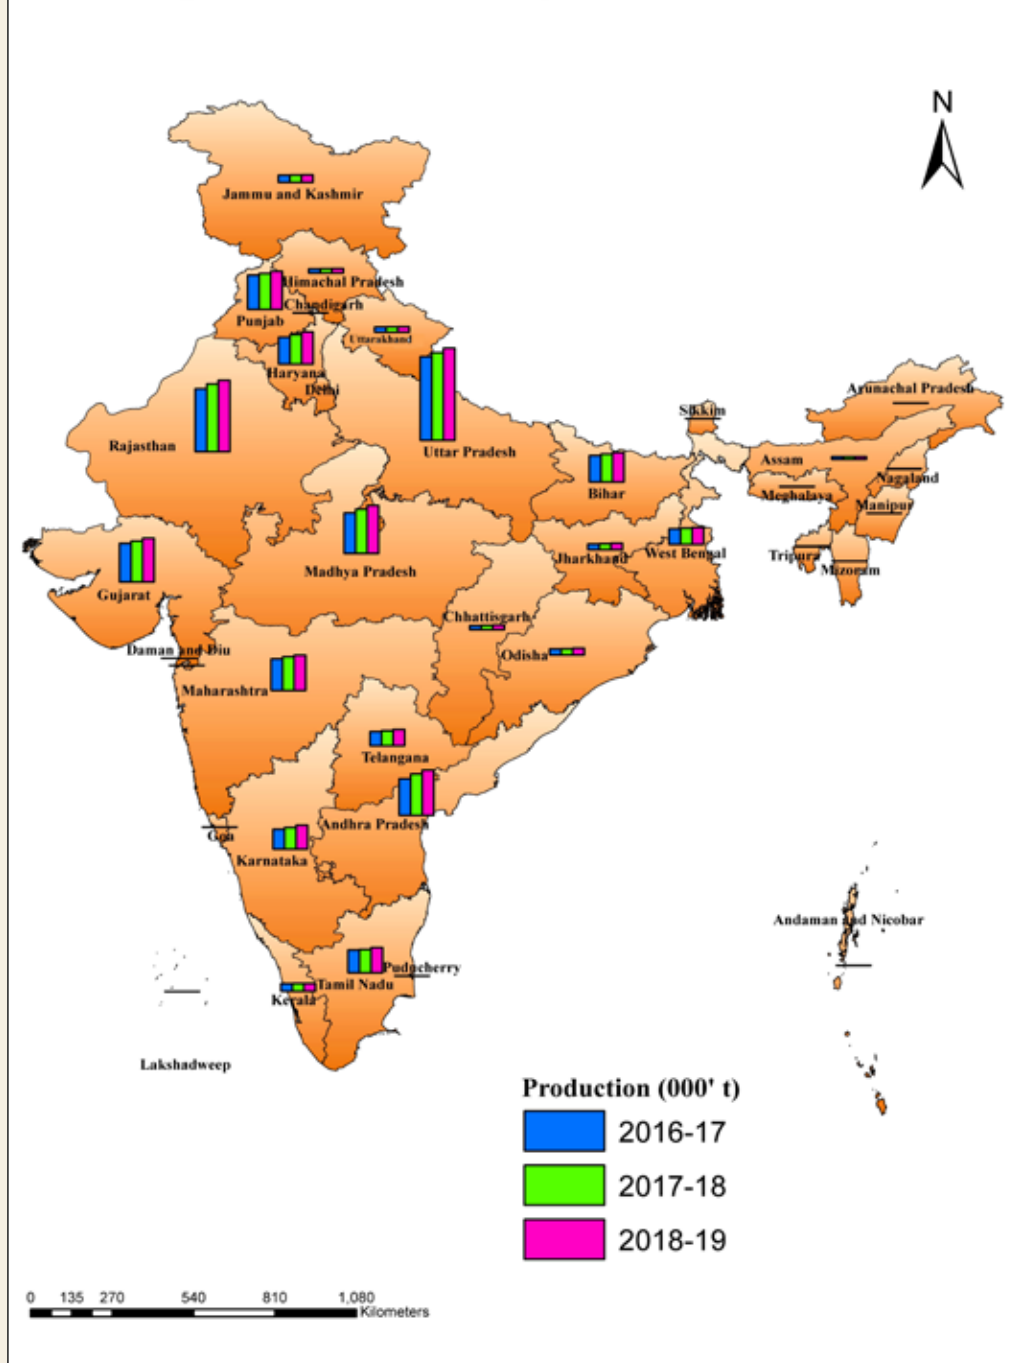 N
Jammu and Kashmir
Himachal Pradesh
Chandigarh
Punjab
Uttarakhand
Haryana
Delhi
Arunachal Pradesh
Sikkim
Rajasthan
Uttar Pradesh
Assam
Nagaland
Bihar
Meghalaya
Manipur
West Bengal
Jharkhand
Tripura
Mizoram
Madhya Pradesh
Gujarat
Chhattisgarh
Daman and Diu
Odisha
Maharashtra
Telangana
Andhra Pradesh
Goa
Karnataka
Andaman and Nicobar
Puducherry
Tamil Nadu
Kerala
Lakshadweep
Production (000' t)
2016-17
2017-18
2018-19
0 135 270 540 810 1,080
Kilometers